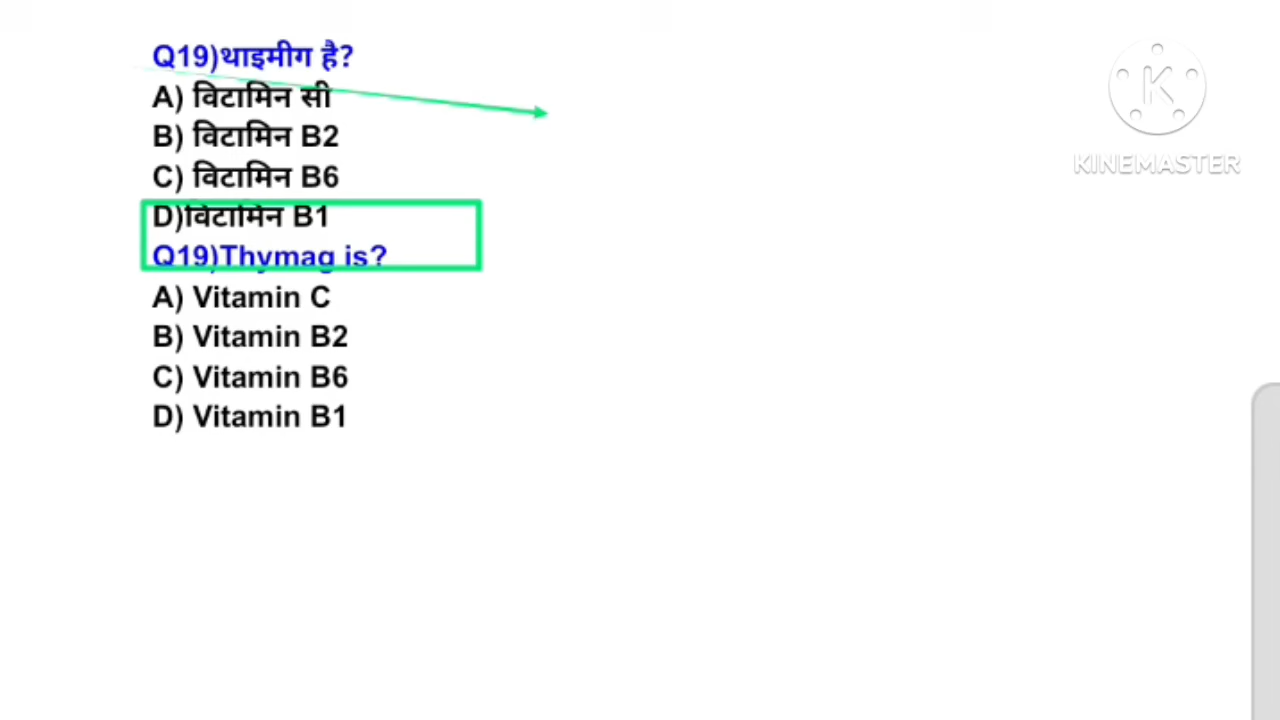 Q19)थाइमीग है?
A) विटामिन सी
B) विटामिन B2
C) विटामिन B6
D)विटामिन B1
Q19)Thymag is?
A) Vitamin C
B) Vitamin B2
C) Vitamin B6
D) Vitamin B1
K
KINEMASTER